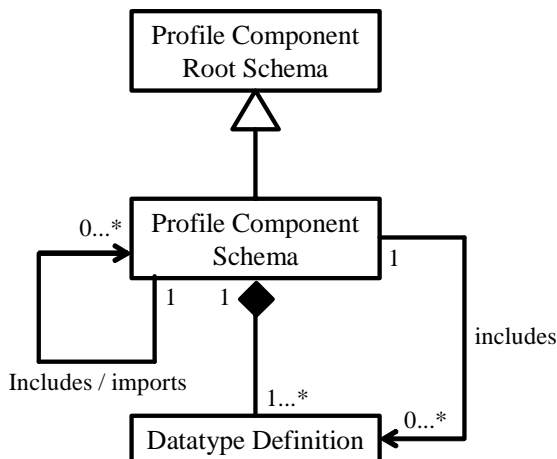 Profile Component
Root Schema
0...*
Profile Component
Schema
1
1
1
includes
Includes / imports
1...*
0...*
Datatype Definition